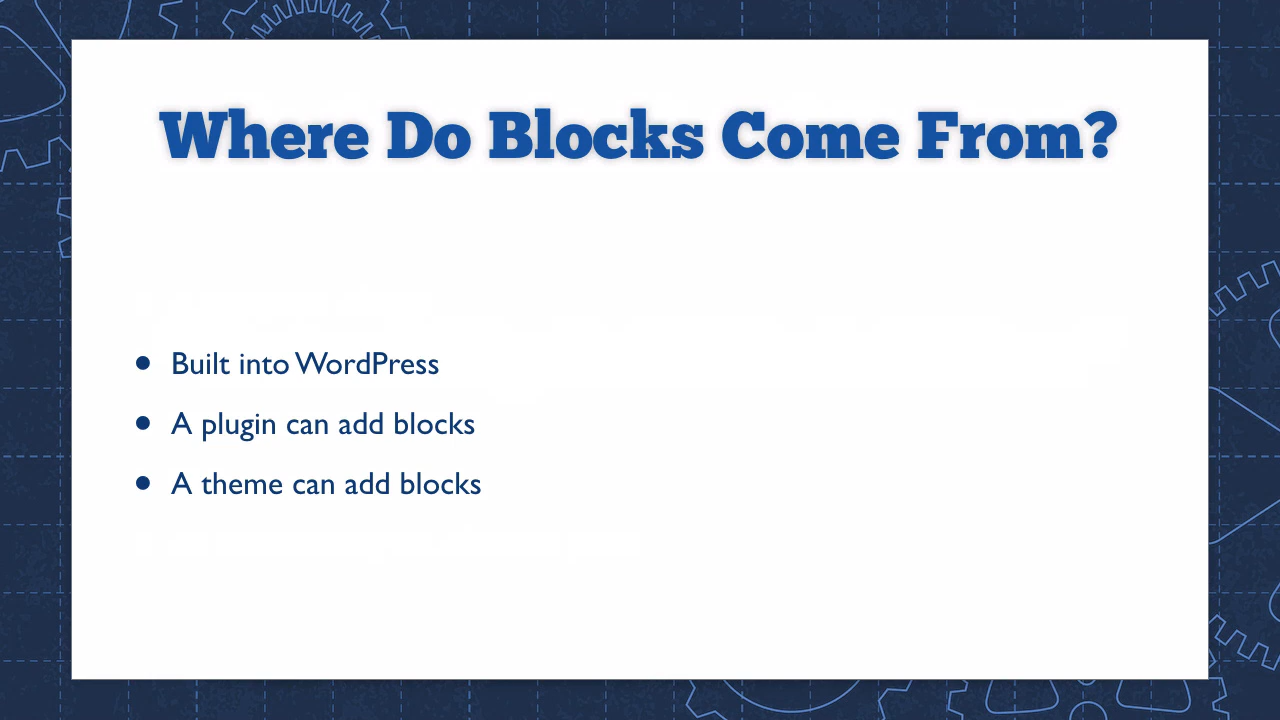 Where Do Blocks Come From?
Built into WordPress
A plugin can add blocks
A theme can add blocks